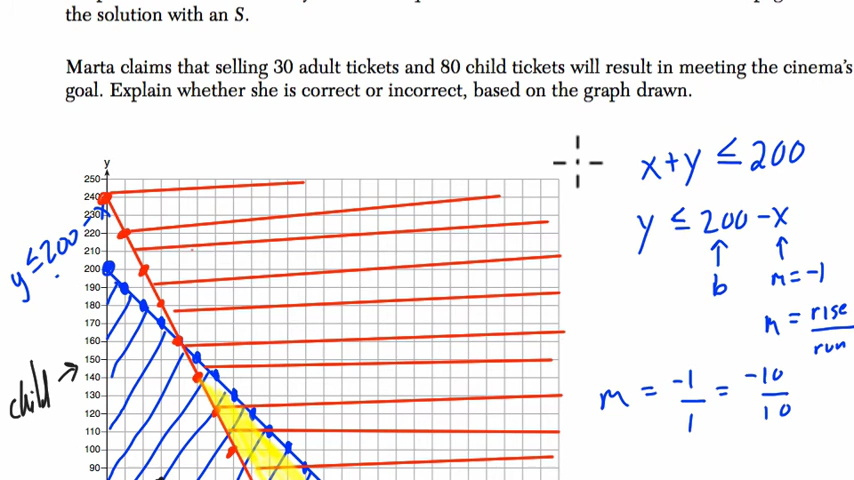 the solution with an S.
Marta claims that selling 30 adult tickets and 80 child tickets will result in meeting the cinema's
goal. Explain whether she is correct or incorrect, based on the graph drawn.
x+y ≤ 200
y ≤ 200 -x
b
m = -1
m = rise
run
m = -1 = -10
1 10
y ≤ 200 - x
child →
y
250
240
230
220
210
200
190
180
170
160
150
140
130
120
110
100
90